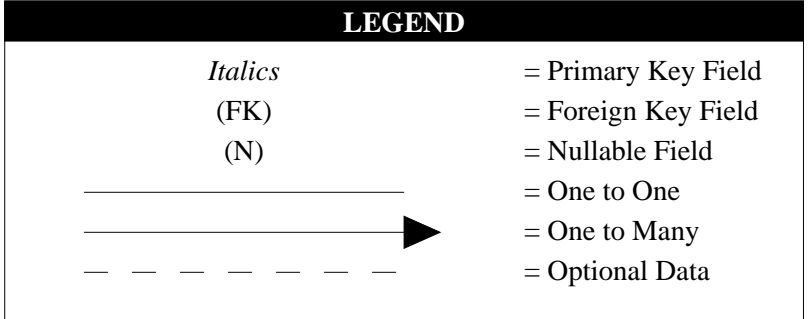 LEGEND
Italics = Primary Key Field
(FK) = Foreign Key Field
(N) = Nullable Field
= One to One
= One to Many
= Optional Data